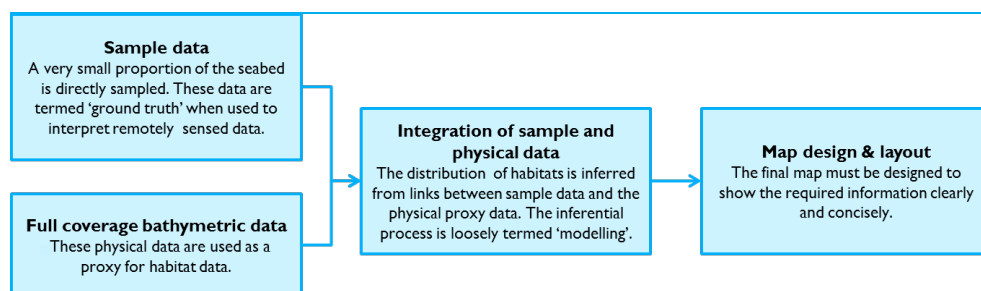 Sample data
A very small proportion of the seabed
is directly sampled. These data are
termed ‘ground truth’ when used to
interpret remotely sensed data.
Full coverage bathymetric data
These physical data are used as a
proxy for habitat data.
Integration of sample and
physical data
The distribution of habitats is inferred
from links between sample data and the
physical proxy data. The inferential
process is loosely termed ‘modelling’.
Map design & layout
The final map must be designed to
show the required information clearly
and concisely.